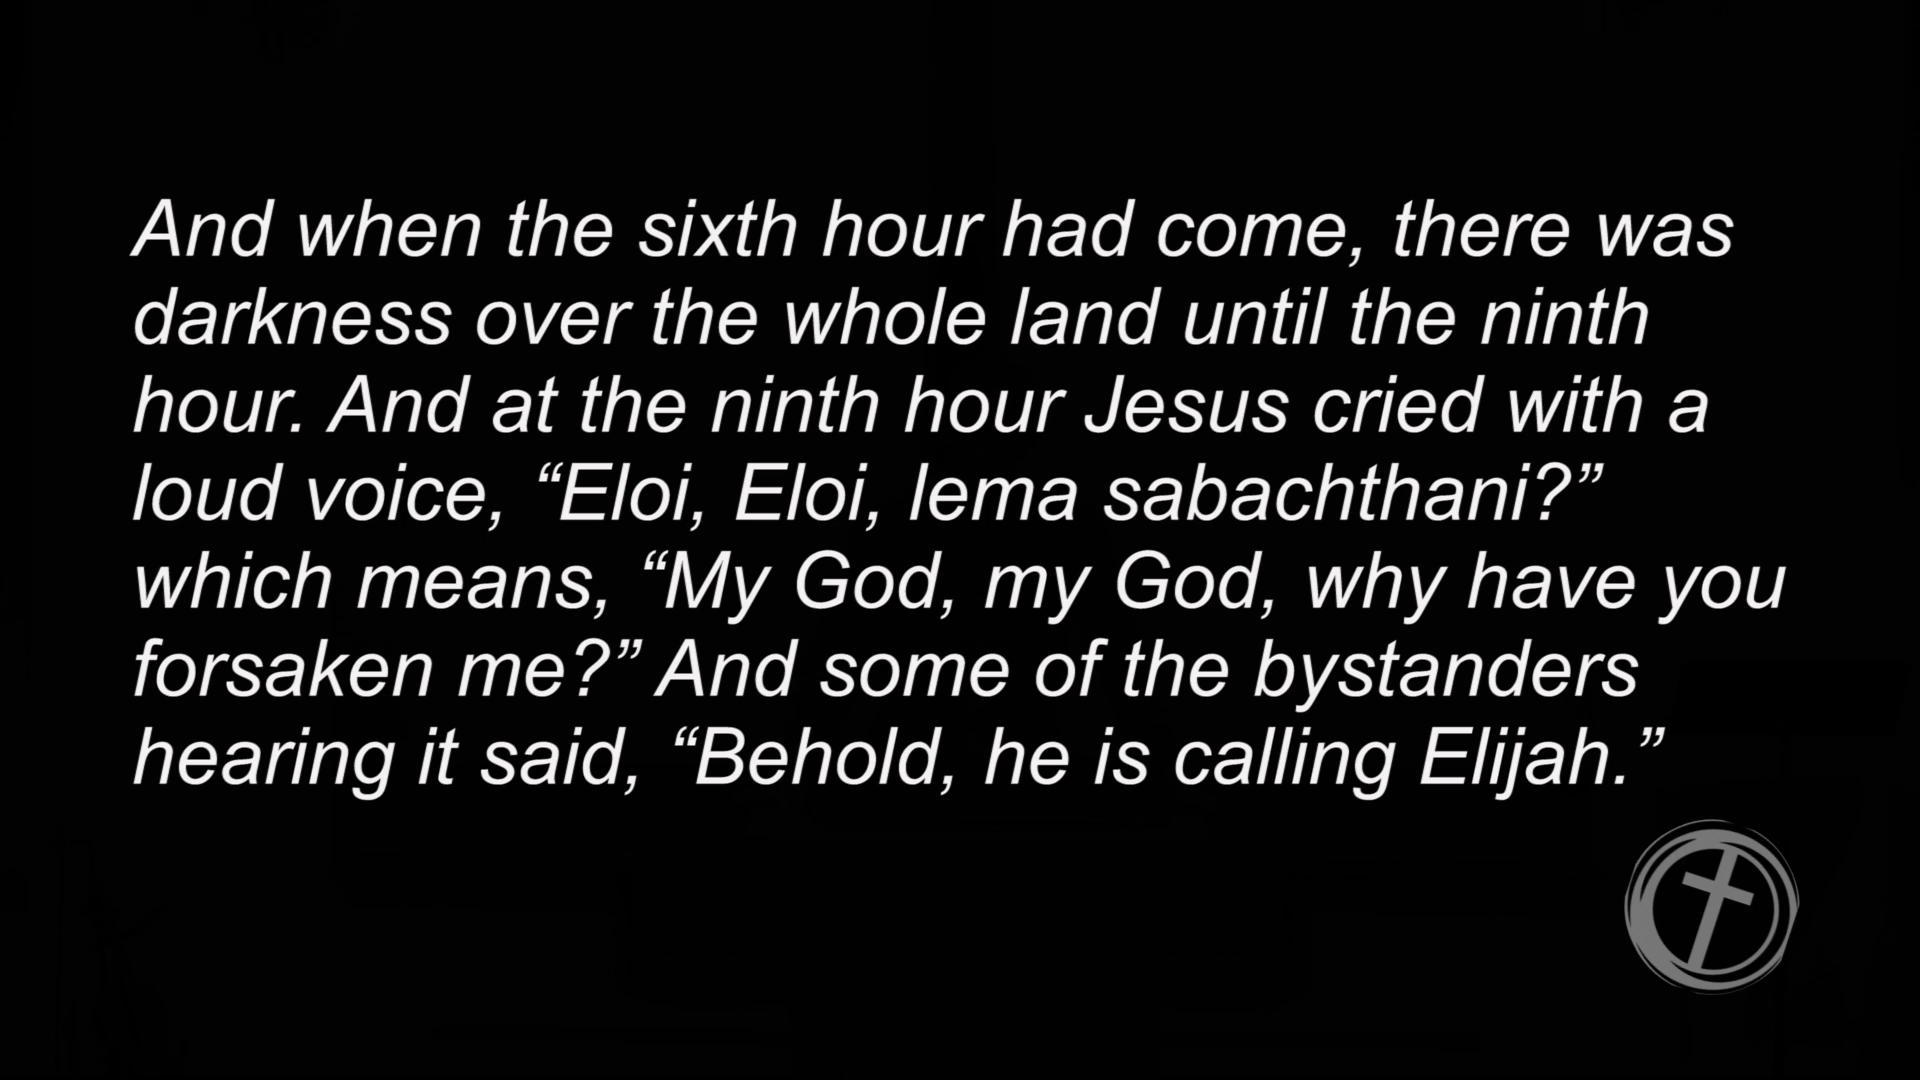 And when the sixth hour had come, there was
darkness over the whole land until the ninth
hour. And at the ninth hour Jesus cried with a
loud voice, “Eloi, Eloi, lema sabachthani?”
which means, “My God, my God, why have you
forsaken me?” And some of the bystanders
hearing it said, “Behold, he is calling Elijah.”